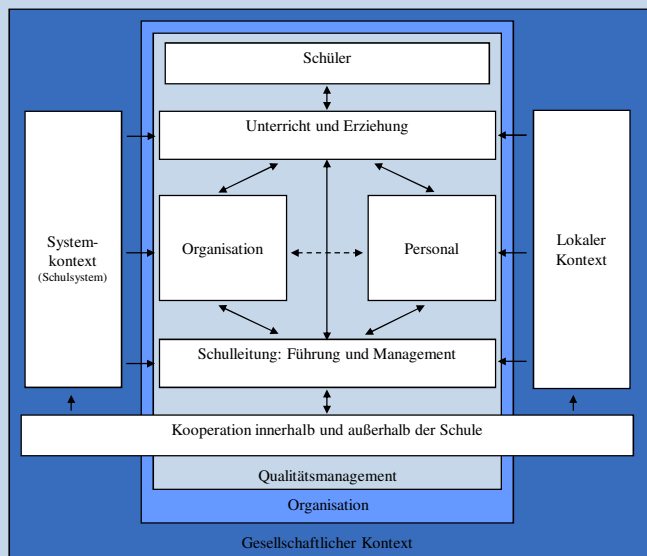 Schüler
Unterricht und Erziehung
System-
kontext
(Schulsystem)
Organisation
Personal
Lokaler
Kontext
Schulleitung: Führung und Management
Kooperation innerhalb und außerhalb der Schule
Qualitätsmanagement
Organisation
Gesellschaftlicher Kontext